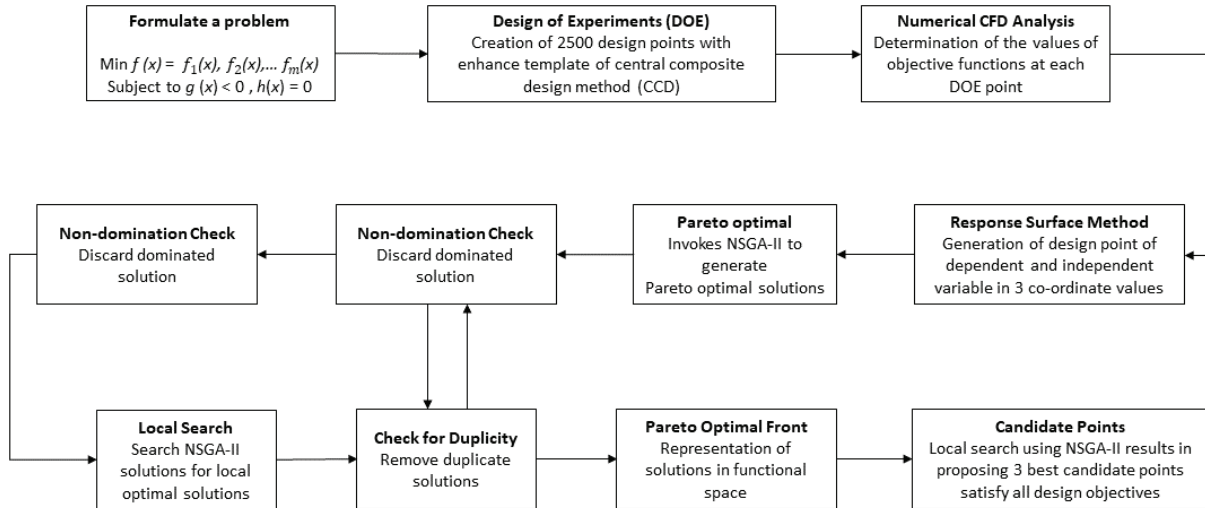 Formulate a problem
Min f (x) = f₁(x), f₂(x),... fₘ(x)
Subject to g (x) < 0 , h(x) = 0
Design of Experiments (DOE)
Creation of 2500 design points with
enhance template of central composite
design method (CCD)
Numerical CFD Analysis
Determination of the values of
objective functions at each
DOE point
Response Surface Method
Generation of design point of
dependent and independent
variable in 3 co-ordinate values
Pareto optimal
Invokes NSGA-II to
generate
Pareto optimal solutions
Non-domination Check
Discard dominated
solution
Non-domination Check
Discard dominated
solution
Local Search
Search NSGA-II
solutions for local
optimal solutions
Check for Duplicity
Remove duplicate
solutions
Pareto Optimal Front
Representation of
solutions in functional
space
Candidate Points
Local search using NSGA-II results in
proposing 3 best candidate points
satisfy all design objectives